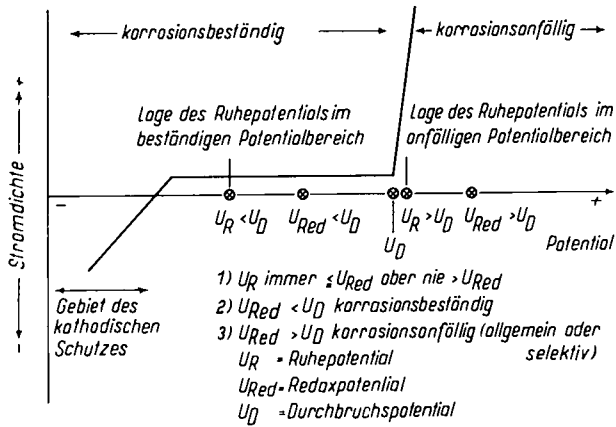 korrosionsbeständig
korrosionsanfällig
Lage des Ruhepotentials im
beständigen Potentialbereich
Lage des Ruhepotentials im
anfälligen Potentialbereich
+
Stromdichte
-
-
+
U_R < U_D
U_Red < U_D
U_D
U_R > U_D
U_Red > U_D
Potential
Gebiet des
kathodischen
Schutzes
1) U_R immer ≦ U_Red aber nie > U_Red
2) U_Red < U_D korrosionsbeständig
3) U_Red > U_D korrosionsanfällig (allgemein oder
selektiv)
U_R = Ruhepotential
U_Red = Redoxpotential
U_D = Durchbruchspotential